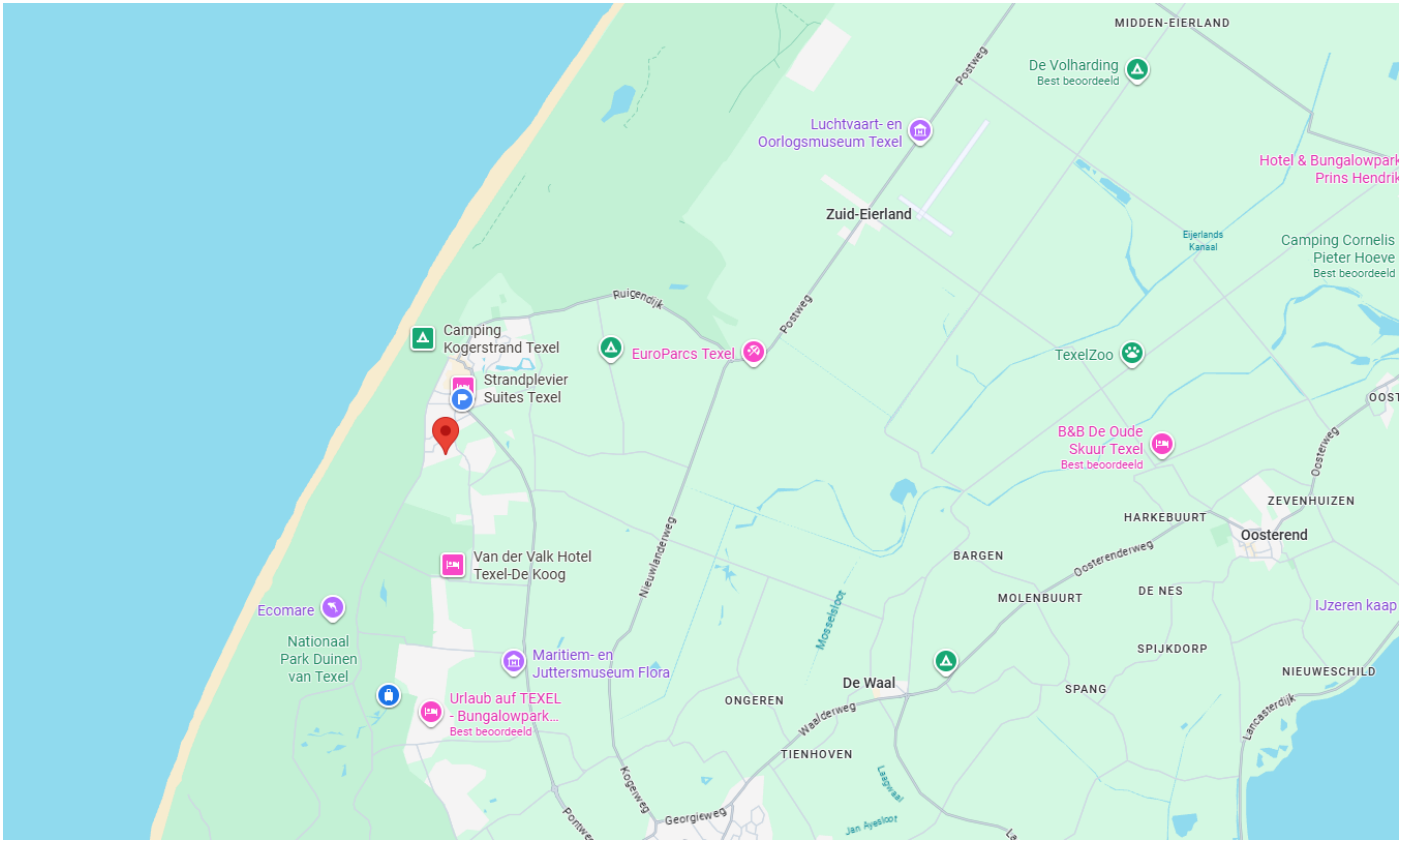 MIDDEN-EIERLAND
Postweg
De Volharding
Best beoordeeld
Luchtvaart- en
Oorlogsmuseum Texel
Hotel & Bungalowpark
Prins Hendrik
Zuid-Eierland
Eijerlands
Kanaal
Camping Cornelis
Pieter Hoeve
Best beoordeeld
Ruigendijk
Postweg
Camping
Kogerstrand Texel
EuroParcs Texel
TexelZoo
Strandplevier
Suites Texel
OOST
B&B De Oude
Skuur Texel
Best beoordeeld
Oosterweg
ZEVENHUIZEN
HARKEBUURT
Oosterend
Nieuwlanderweg
BARGEN
Oosterenderweg
Van der Valk Hotel
Texel-De Koog
DE NES
MOLENBUURT
Mosselsloot
Ecomare
IJzeren kaap
Nationaal
Park Duinen
van Texel
Maritiem- en
Juttersmuseum Flora
SPIJKDORP
NIEUWESCHILD
De Waal
SPANG
Urlaub auf TEXEL
- Bungalowpark...
Best beoordeeld
ONGEREN
Waalderweg
Lancasterdijk
TIENHOVEN
Laagwaal
Kogerweg
Georgieweg
Pontweg
Jan Ayesloot
La